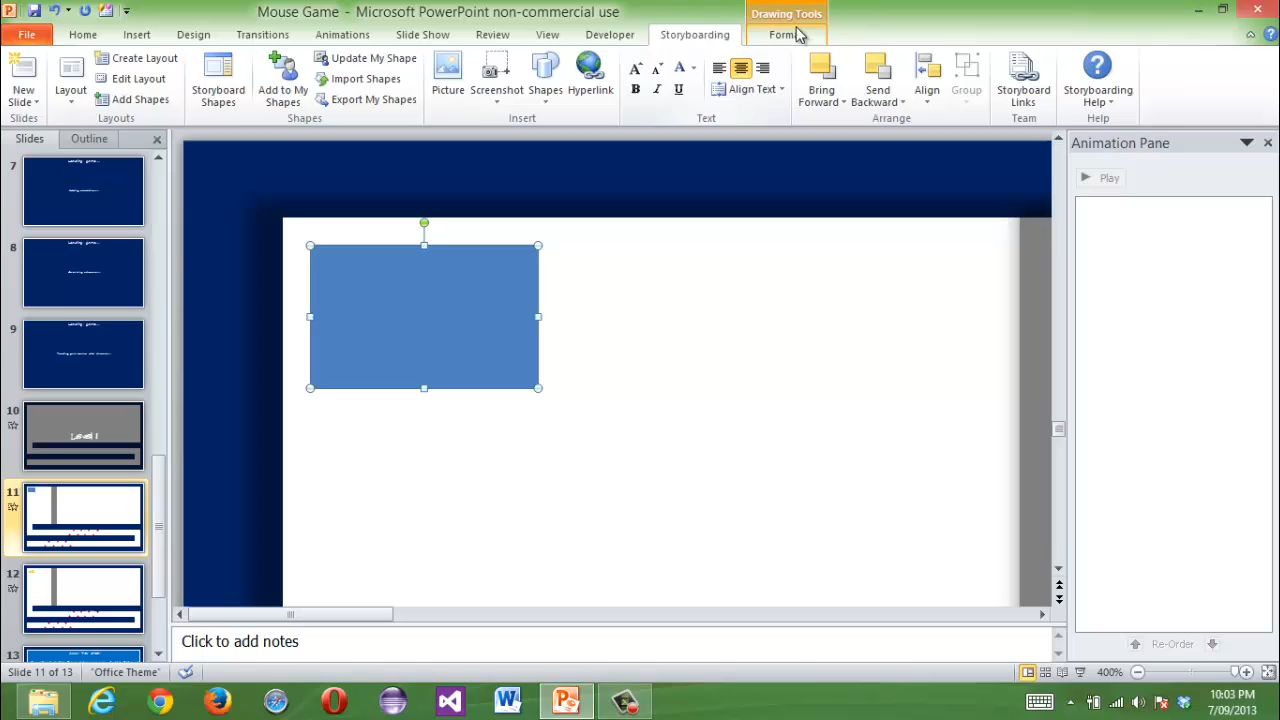 Mouse Game - Microsoft PowerPoint non-commercial use
Drawing Tools
File Home Insert Design Transitions Animations Slide Show Review View Developer Storyboarding
New Slide
Layout
Create Layout
Edit Layout
Add Shapes
Storyboard Shapes
Add to My Shapes
Update My Shape
Import Shapes
Export My Shapes
Picture
Screenshot
Shapes
Hyperlink
A A A
B I U
Align Text
Bring Forward
Send Backward
Align
Group
Storyboard Links
Storyboarding Help
Slides Layouts Shapes Insert Text Arrange Team Help
Slides Outline
Animation Pane
Play
7
8
9
10
Level 1
11
12
13
Click to add notes
Re-Order
Slide 11 of 13 "Office Theme" 400%
10:03 PM
7/09/2013